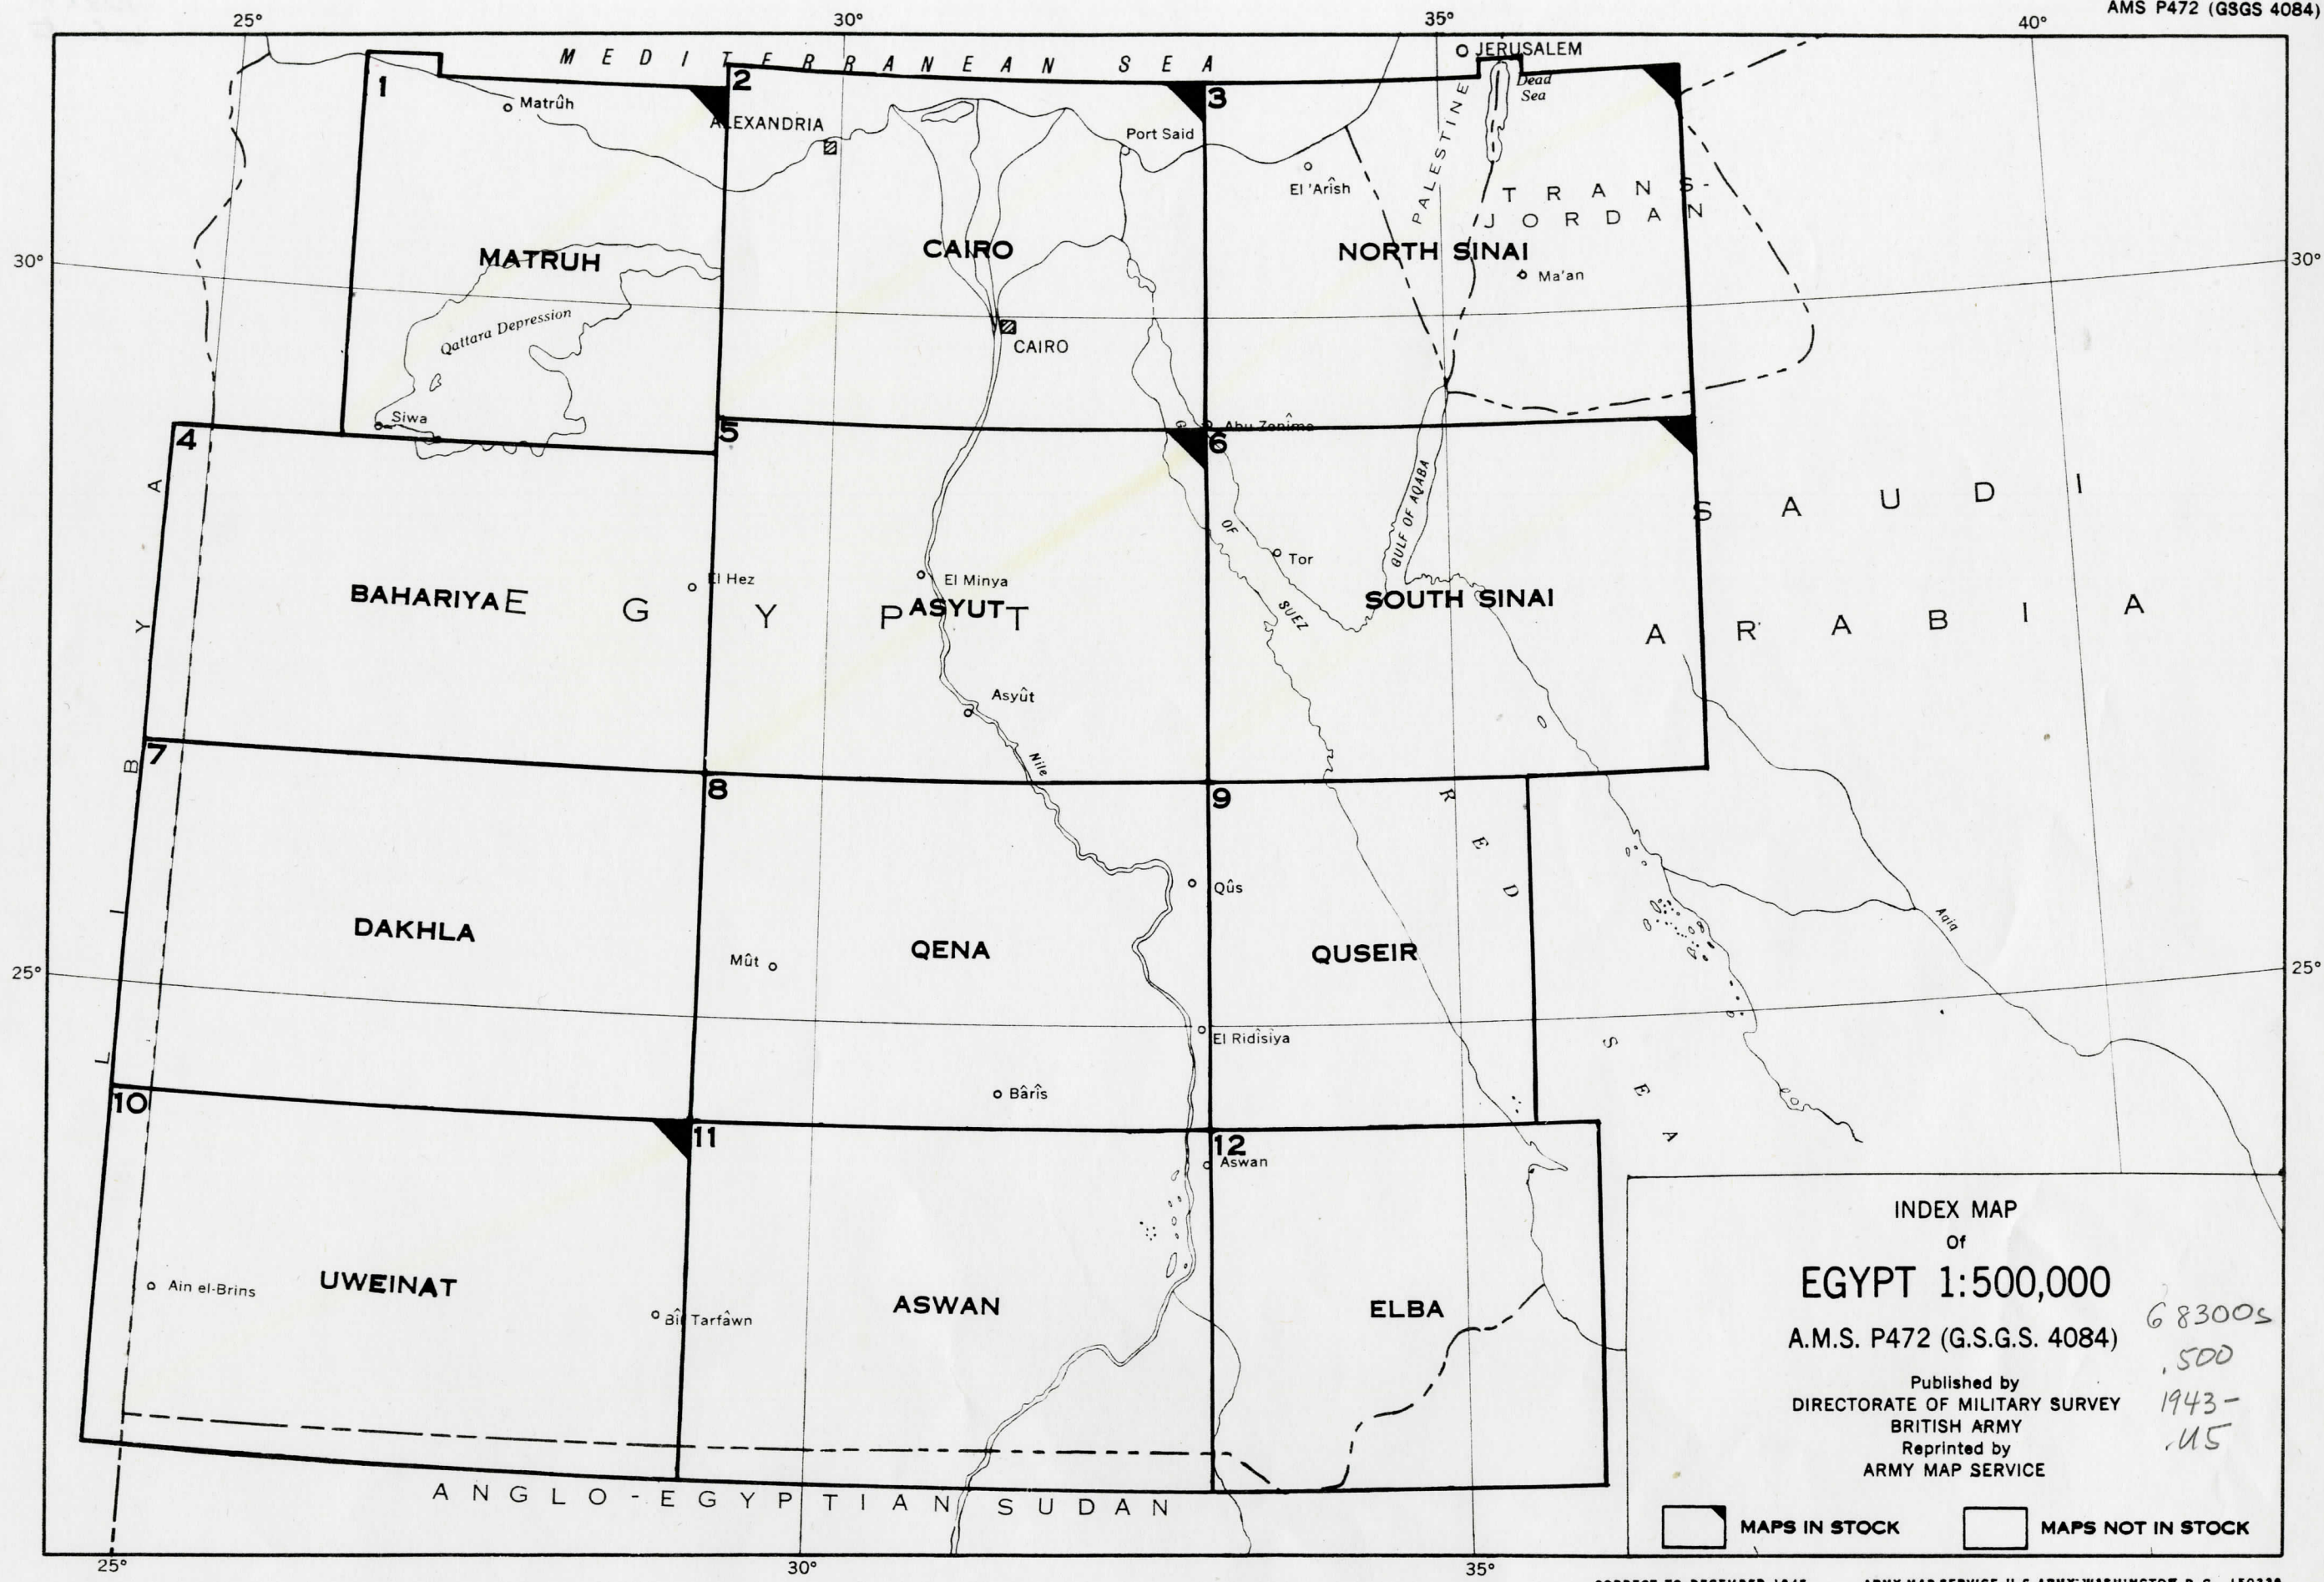 AMS P472 (GSGS 4084)
25°
30°
35°
40°
MEDITERRANEAN SEA
JERUSALEM
Dead
Sea
1
2
3
Matrûh
ALEXANDRIA
Port Said
El 'Arîsh
PALESTINE
TRANS-
JORDAN
30°
30°
MATRUH
CAIRO
NORTH SINAI
Ma'an
Qattara Depression
CAIRO
Siwa
Abu Zenîma
4
5
6
G
OF
SUEZ
GULF OF AQABA
Tor
SAUDI
ARABIA
LIBYA
BAHARIYA
EGYPT
El Hez
El Minya
ASYUT
SOUTH SINAI
Asyût
Nile
7
8
9
RED
SEA
Qûs
Aqiq
DAKHLA
Mût
QENA
QUSEIR
25°
25°
El Ridîsîya
Bârîs
10
11
12
Aswan
Ain el-Brins
UWEINAT
Bîr Tarfâwn
ASWAN
ELBA
ANGLO-EGYPTIAN SUDAN
25°
30°
35°
INDEX MAP
Of
EGYPT 1:500,000
A.M.S. P472 (G.S.G.S. 4084)
Published by
DIRECTORATE OF MILITARY SURVEY
BRITISH ARMY
Reprinted by
ARMY MAP SERVICE
G8300s
.500
1943-
.U5
MAPS IN STOCK
MAPS NOT IN STOCK